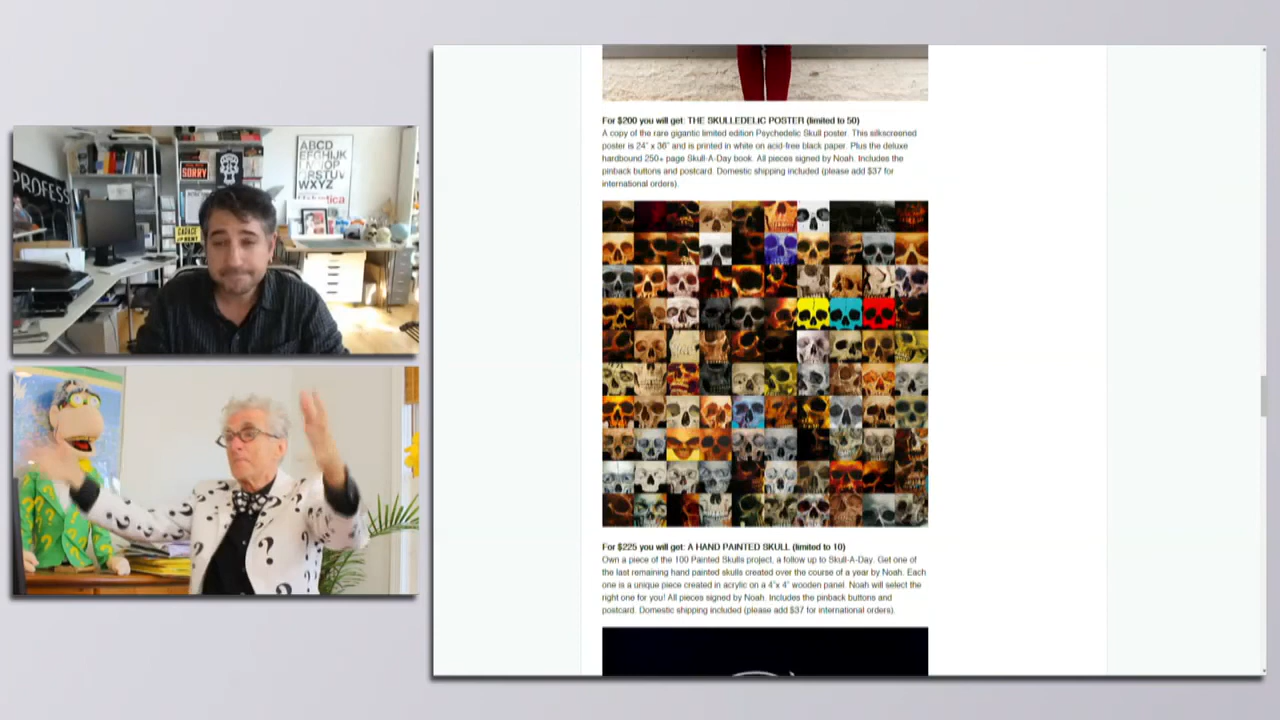 PROFESS
SORRY
ABCD
EFGHIJK
LMNOP
QRSTUV
WXYZ
For $200 you will get: THE SKULLEDELIC POSTER (limited to 50)
A copy of the rare gigantic limited edition Psychedelic Skull poster. This silkscreened
poster is 24" x 36" and is printed in white on acid-free black paper. Plus the deluxe
hardbound 250+ page Skull-A-Day book. All pieces signed by Noah. Includes the
pinback buttons and postcard. Domestic shipping included (please add $37 for
international orders).
For $225 you will get: A HAND PAINTED SKULL (limited to 10)
Own a piece of the 100 Painted Skulls project, a follow up to Skull-A-Day. Get one of
the last remaining hand painted skulls created over the course of a year by Noah. Each
one is a unique piece created in acrylic on a 4"x 4" wooden panel. Noah will select the
right one for you! All pieces signed by Noah. Includes the pinback buttons and
postcard. Domestic shipping included (please add $37 for international orders).